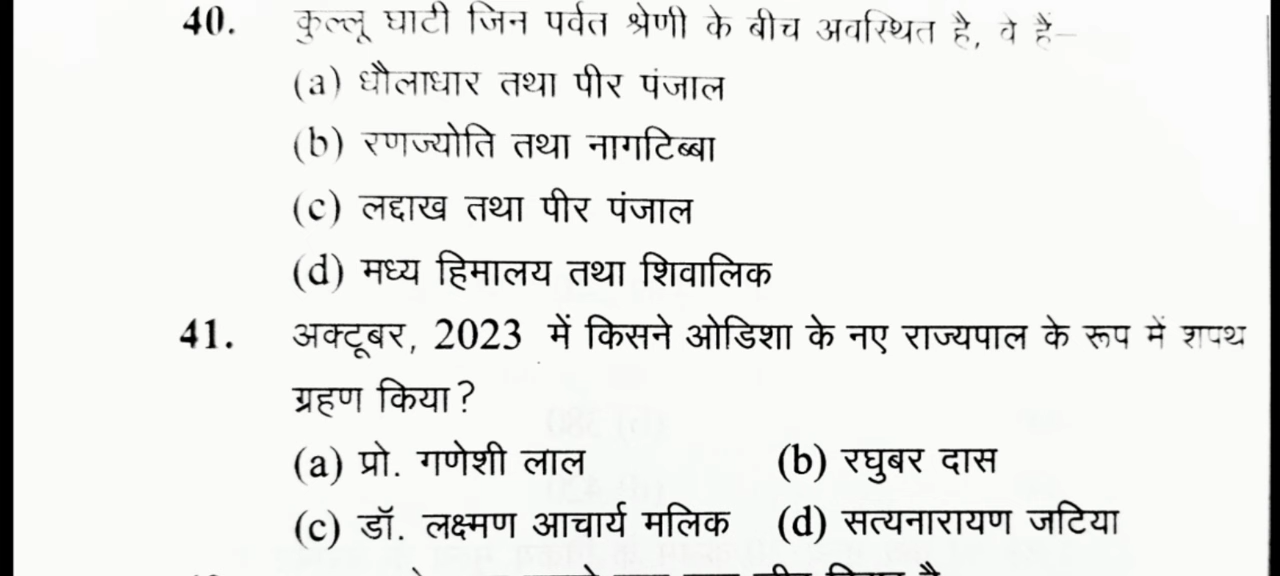 40. कुल्लू घाटी जिन पर्वत श्रेणी के बीच अवस्थित है, वे हैं–
(a) धौलाधार तथा पीर पंजाल
(b) रणज्योति तथा नागटिब्बा
(c) लद्दाख तथा पीर पंजाल
(d) मध्य हिमालय तथा शिवालिक
41. अक्टूबर, 2023 में किसने ओडिशा के नए राज्यपाल के रूप में शपथ
ग्रहण किया?
(a) प्रो. गणेशी लाल (b) रघुबर दास
(c) डॉ. लक्ष्मण आचार्य मलिक (d) सत्यनारायण जटिया